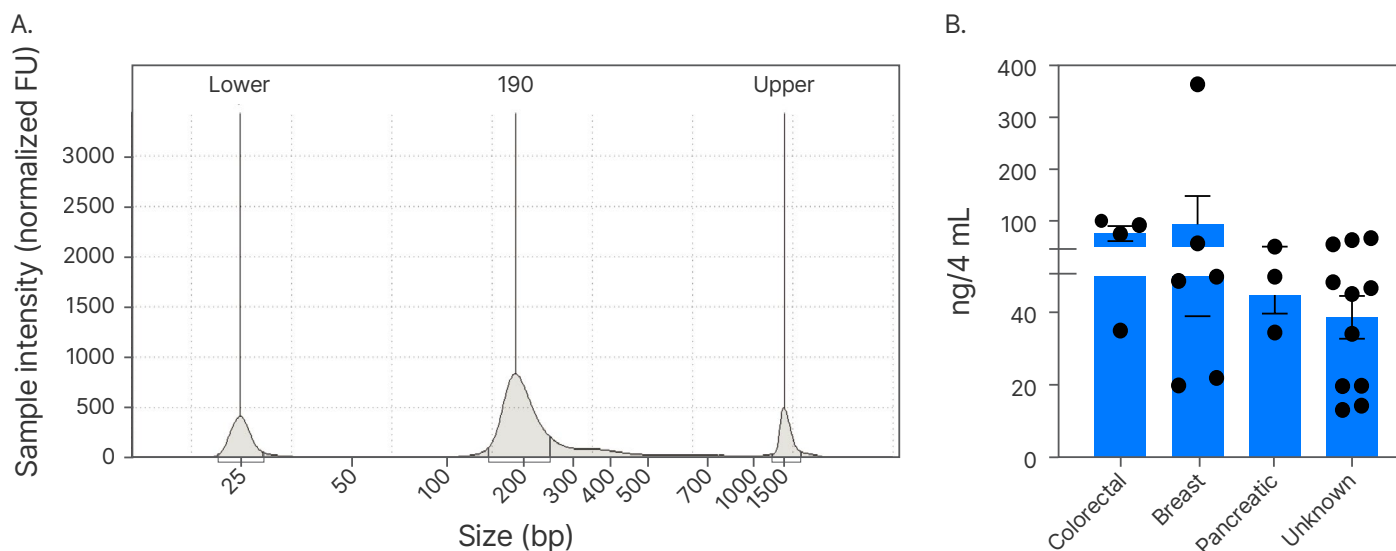 A.
Sample intensity (normalized FU)
Lower 190 Upper
3000
2500
2000
1500
1000
500
0
25 50 100 200 300 400 500 700 1000 1500
Size (bp)
B.
ng/4 mL
400
300
200
100
40
20
0
Colorectal Breast Pancreatic Unknown